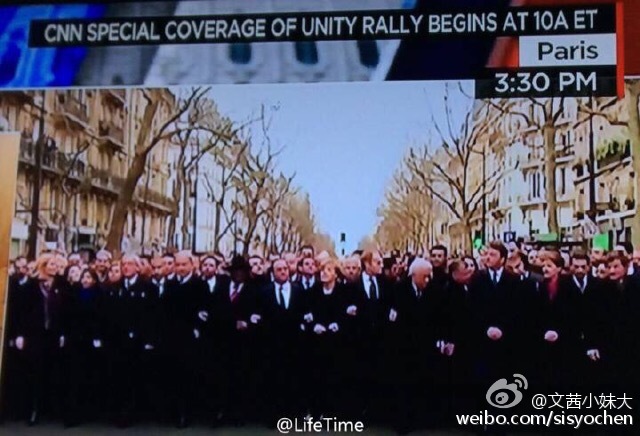 CNN SPECIAL COVERAGE OF UNITY RALLY BEGINS AT 10A ET
Paris
3:30 PM
@LifeTime
@文茜小妹大
weibo.com/sisyochen